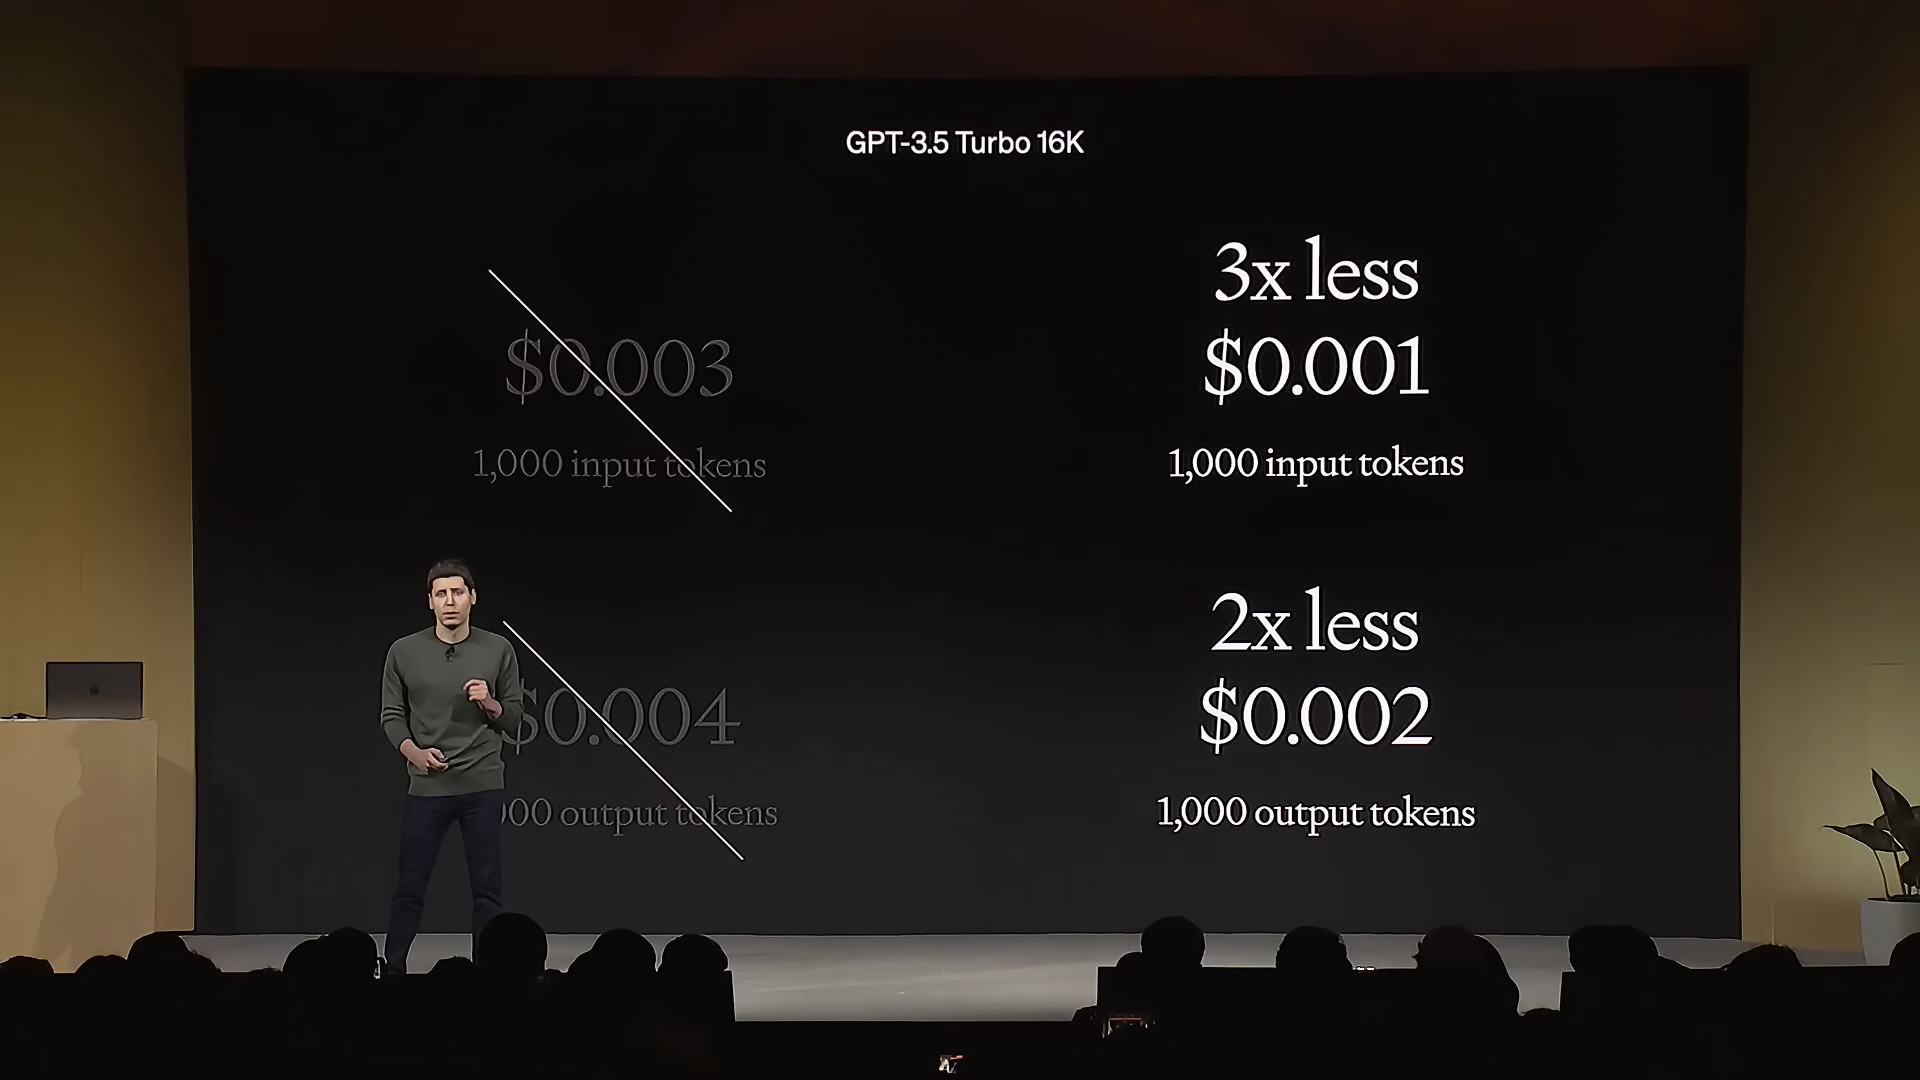 GPT-3.5 Turbo 16K
$0.003
1,000 input tokens
3x less
$0.001
1,000 input tokens
$0.004
000 output tokens
2x less
$0.002
1,000 output tokens